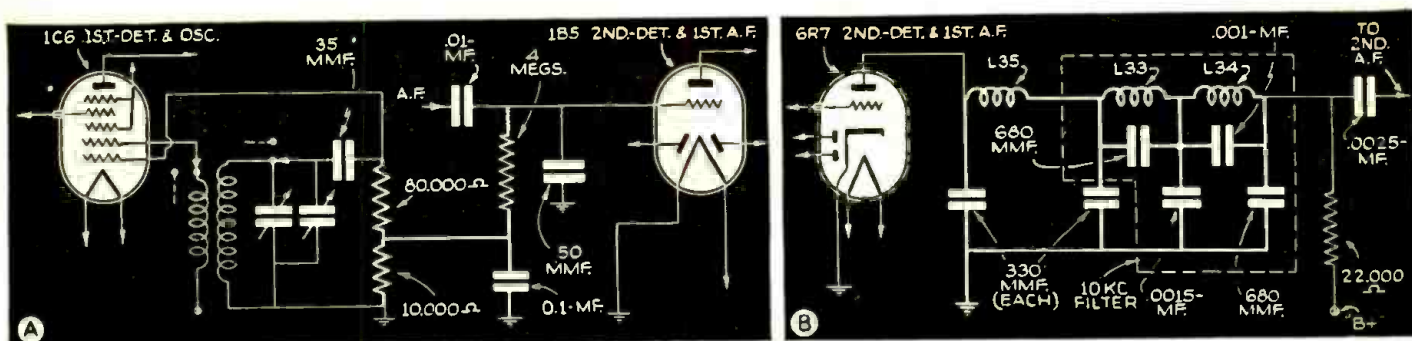 1C6 1ST-DET. & OSC.
35
MMF.
.01-
MF.
A.F.
4
MEGS.
1B5 2ND-DET. & 1ST. A.F.
80,000Ω
10,000Ω
50
MMF.
0.1-MF.
A
6R7 2ND-DET. & 1ST. A.F.
L35
L33
L34
.001-MF.
TO
2ND.
A.F.
680
MMF.
.0025-
MF.
330
MMF.
(EACH)
10 KC
FILTER
.0015-
MF.
680
MMF.
22,000
Ω
B+
B